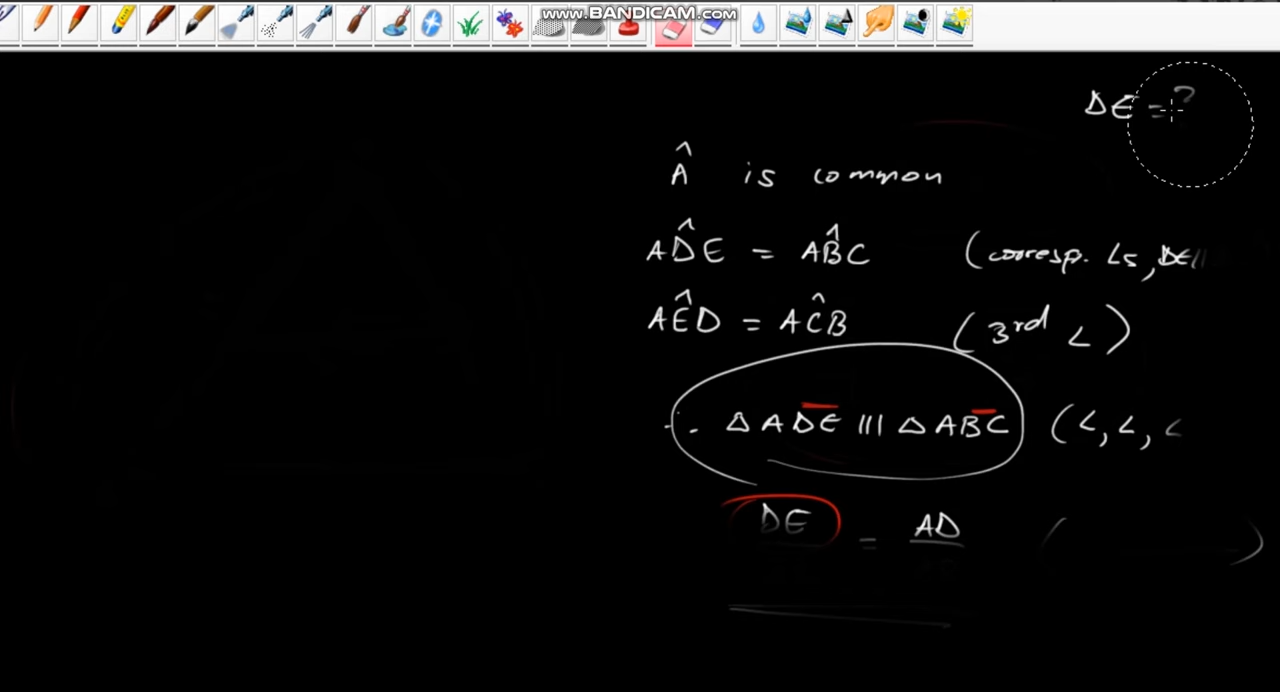 www.BANDICAM.com
DE = ?
Â is common
AD̂E = AB̂C (corresp. ∠s, DE||
AÊD = AĈB (3rd ∠)
∴ △ADE ||| △ABC (∠, ∠, ∠
DE = AD ( )